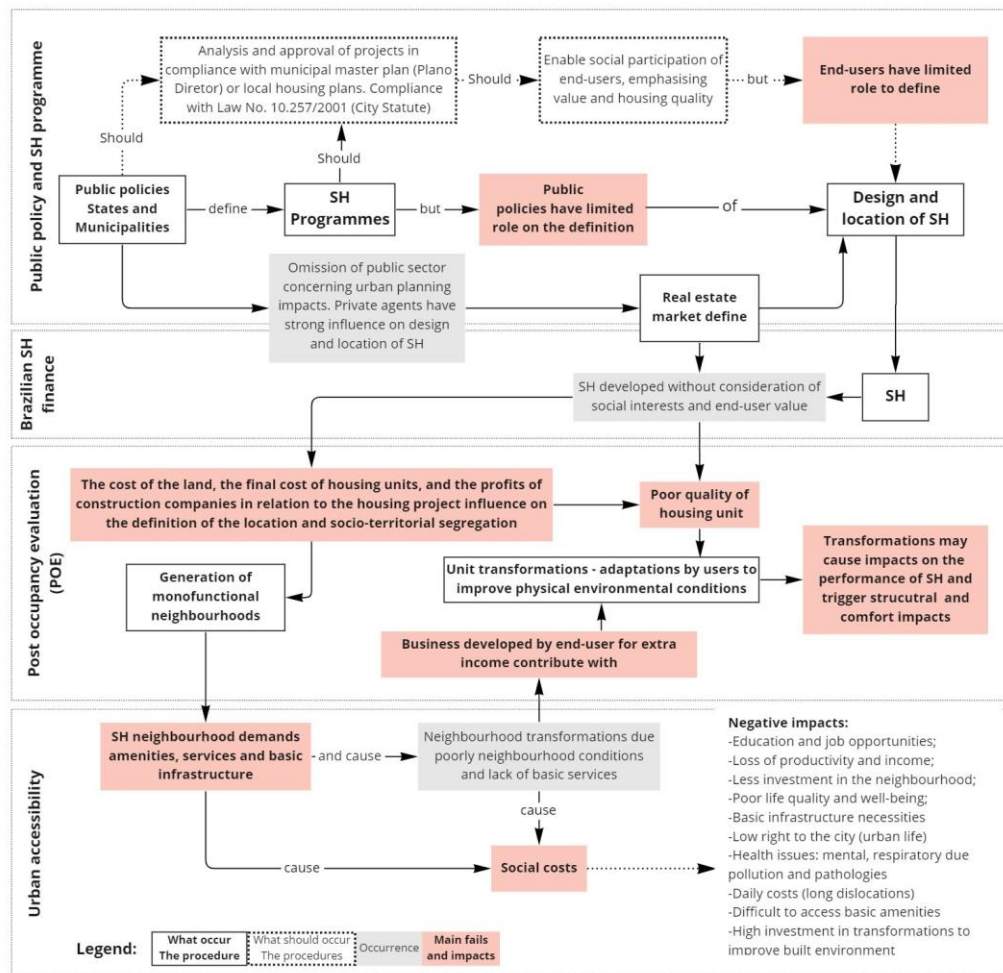 Public policy and SH programme
Analysis and approval of projects in
compliance with municipal master plan (Plano
Diretor) or local housing plans. Compliance
with Law No. 10.257/2001 (City Statute)
Should
Enable social participation of
end-users, emphasising
value and housing quality
but
End-users have limited
role to define
Should
Should
Public policies
States and
Municipalities
define
SH
Programmes
but
Public
policies have limited
role on the definition
of
Design and
location of SH
Omission of public sector
concerning urban planning
impacts. Private agents have
strong influence on design
and location of SH
Real estate
market define
Brazilian SH
finance
SH developed without consideration of
social interests and end-user value
SH
Post occupancy evaluation
(POE)
The cost of the land, the final cost of housing units, and the profits of
construction companies in relation to the housing project influence on
the definition of the location and socio-territorial segregation
Poor quality of
housing unit
Generation of
monofunctional
neighbourhoods
Unit transformations - adaptations by users to
improve physical environmental conditions
Transformations may
cause impacts on the
performance of SH and
trigger strucutral and
comfort impacts
Business developed by end-user for extra
income contribute with
Urban accessibility
SH neighbourhood demands
amenities, services and basic
infrastructure
and cause
Neighbourhood transformations due
poorly neighbourhood conditions
and lack of basic services
cause
cause
Social costs
Negative impacts:
-Education and job opportunities;
-Loss of productivity and income;
-Less investment in the neighbourhood;
-Poor life quality and well-being;
-Basic infrastructure necessities
-Low right to the city (urban life)
-Health issues: mental, respiratory due
pollution and pathologies
-Daily costs (long dislocations)
-Difficult to access basic amenities
-High investment in transformations to
improve built environment
Legend:
What occur
The procedure
What should occur
The procedures
Occurrence
Main fails
and impacts